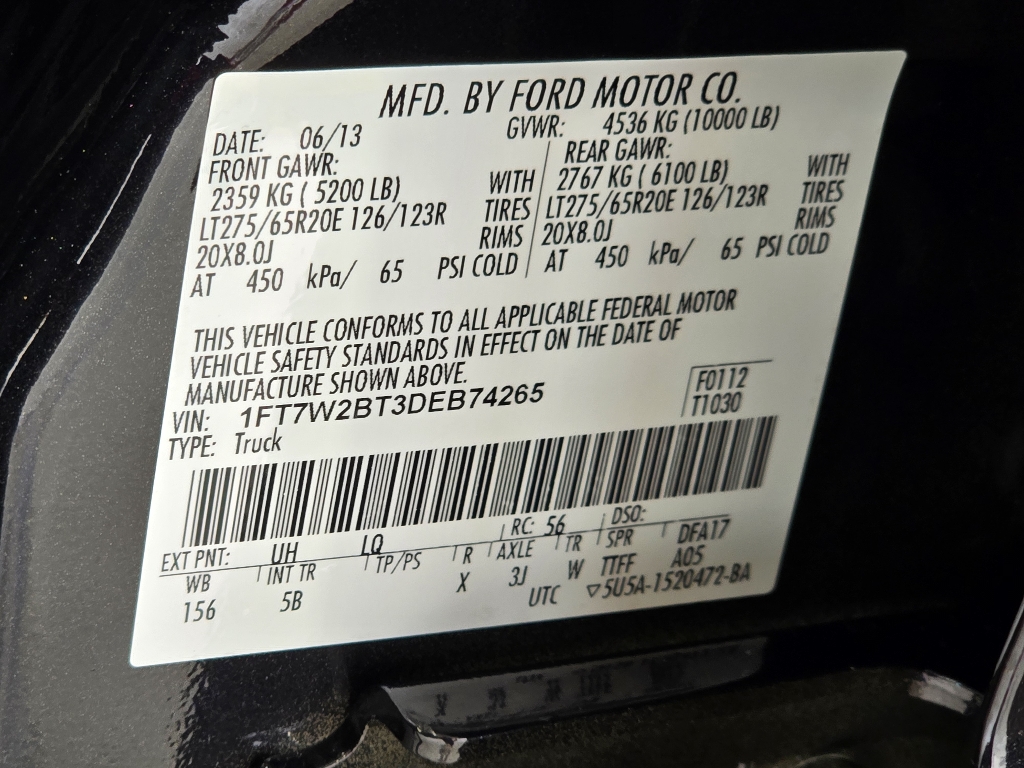 MFD. BY FORD MOTOR CO.
DATE: 06/13 GVWR: 4536 KG (10000 LB)
FRONT GAWR: REAR GAWR:
2359 KG ( 5200 LB) WITH 2767 KG ( 6100 LB) WITH
LT275/65R20E 126/123R TIRES LT275/65R20E 126/123R TIRES
20X8.0J RIMS 20X8.0J RIMS
AT 450 kPa/ 65 PSI COLD AT 450 kPa/ 65 PSI COLD
THIS VEHICLE CONFORMS TO ALL APPLICABLE FEDERAL MOTOR
VEHICLE SAFETY STANDARDS IN EFFECT ON THE DATE OF
MANUFACTURE SHOWN ABOVE.
VIN: 1FT7W2BT3DEB74265 F0112
TYPE: Truck T1030
EXT PNT: UH LQ RC: 56 DSO:
WB INT TR TP/PS R AXLE TR SPR DFA17
156 5B X 3J W TTFF A05
UTC ▽5U5A-1520472-BA